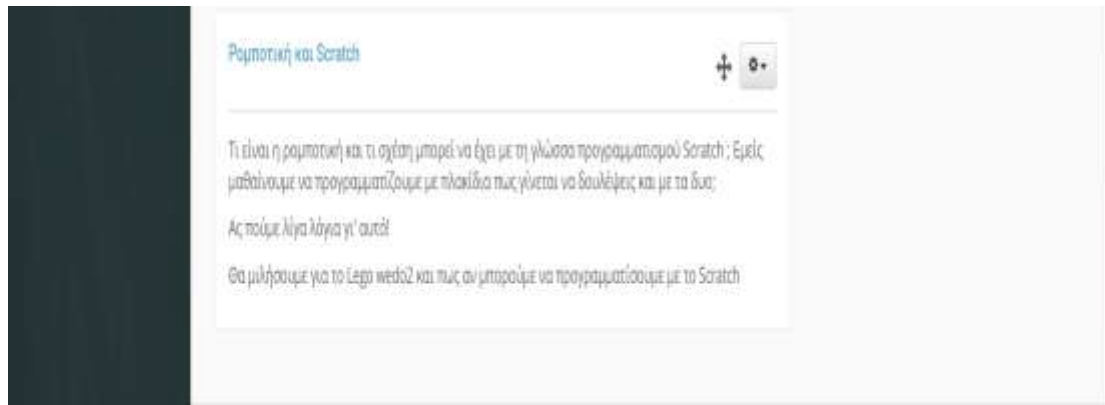 Ρομποτική και Scratch
Τι είναι η ρομποτική και τι σχέση μπορεί να έχει με τη γλώσσα προγραμματισμού Scratch ; Εμείς
μαθαίνουμε να προγραμματίζουμε με πλακίδια πως γίνεται να δουλέψεις και με τα δυο;
Ας πούμε λίγα λόγια γι' αυτό!
Θα μιλήσουμε για το Lego wedo2 και πως αν μπορούμε να προγραμματίσουμε με το Scratch